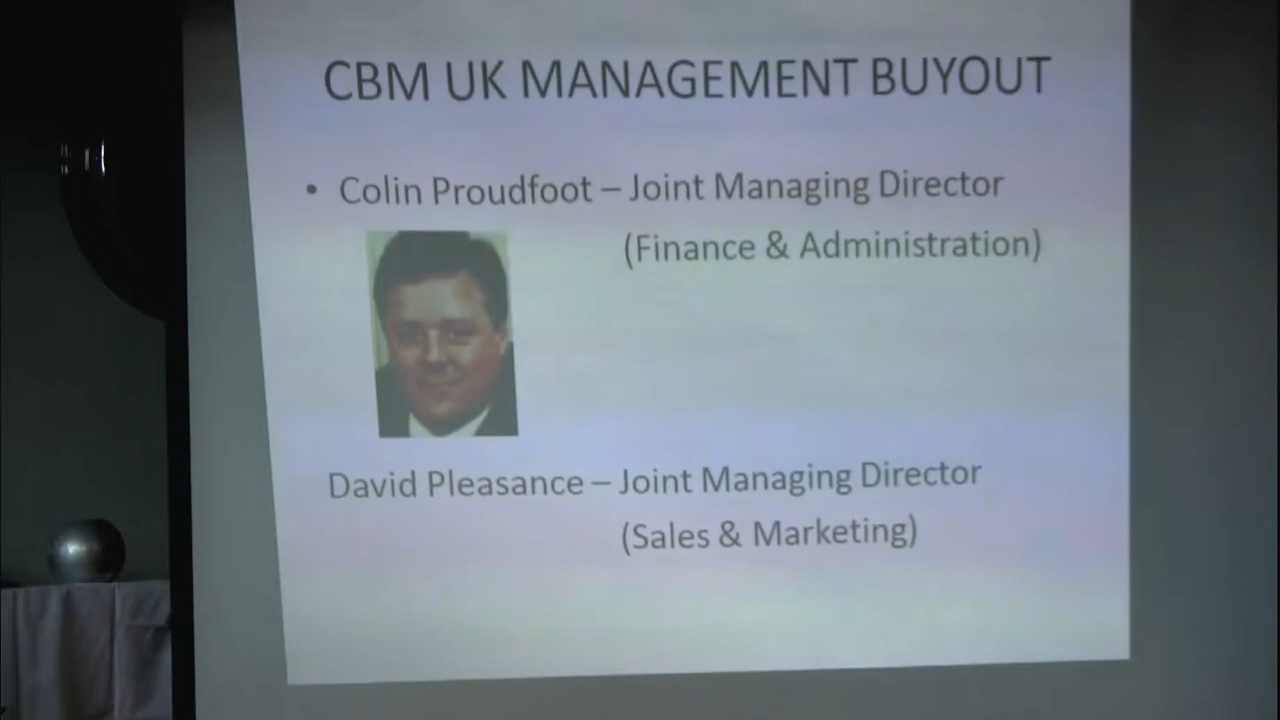 CBM UK MANAGEMENT BUYOUT
• Colin Proudfoot – Joint Managing Director
(Finance & Administration)
David Pleasance – Joint Managing Director
(Sales & Marketing)